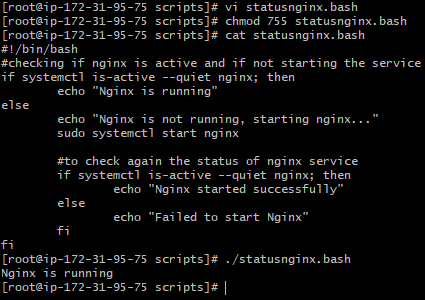 [root@ip-172-31-95-75 scripts]# vi statusnginx.bash
[root@ip-172-31-95-75 scripts]# chmod 755 statusnginx.bash
[root@ip-172-31-95-75 scripts]# cat statusnginx.bash
#!/bin/bash
#checking if nginx is active and if not starting the service
if systemctl is-active --quiet nginx; then
        echo "Nginx is running"
else
        echo "Nginx is not running, starting nginx..."
        sudo systemctl start nginx

        #to check again the status of nginx service
        if systemctl is-active --quiet nginx; then
                echo "Nginx started successfully"
        else
                echo "Failed to start Nginx"
        fi
fi
[root@ip-172-31-95-75 scripts]# ./statusnginx.bash
Nginx is running
[root@ip-172-31-95-75 scripts]#